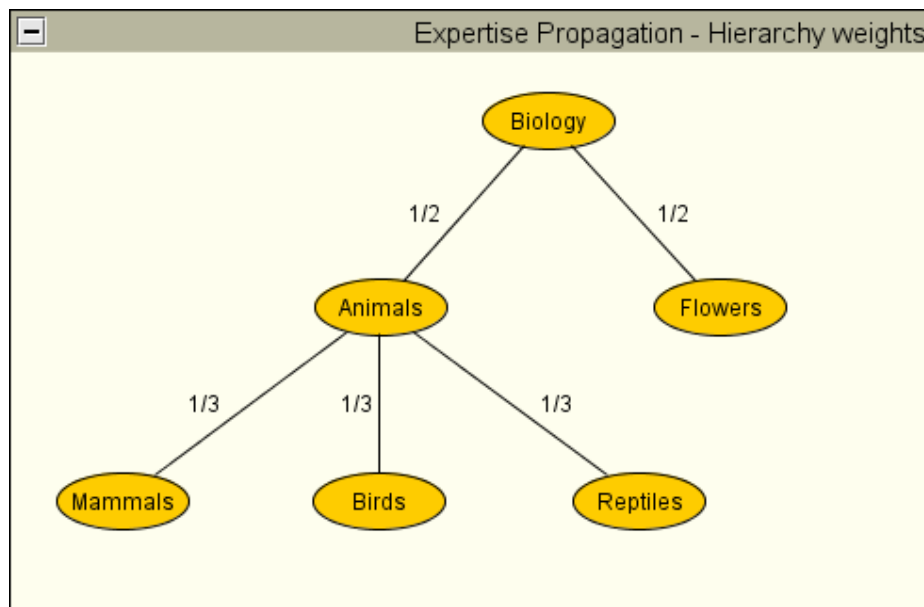 Expertise Propagation - Hierarchy weights
Biology
1/2 1/2
Animals Flowers
1/3 1/3 1/3
Mammals Birds Reptiles